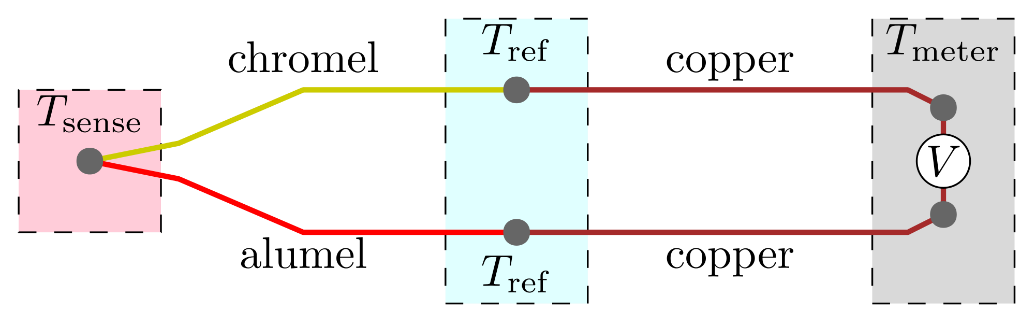 T_ref
T_meter
chromel
copper
T_sense
V
alumel
copper
T_ref